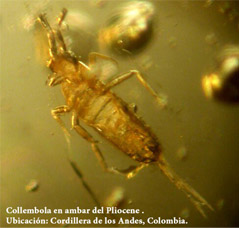 Collembola en ambar del Pliocene .
Ubicación: Cordillera de los Andes, Colombia.